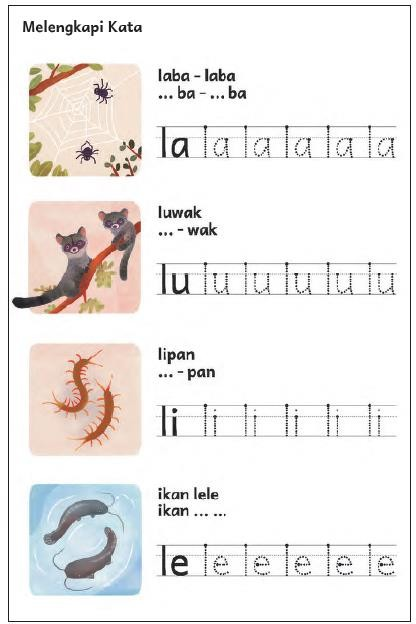 Melengkapi Kata
laba - laba
... ba - ... ba
la la la la la la
luwak
... - wak
lu lu lu lu lu lu
lipan
... - pan
li li li li li li
ikan lele
ikan ... ...
le le le le le le